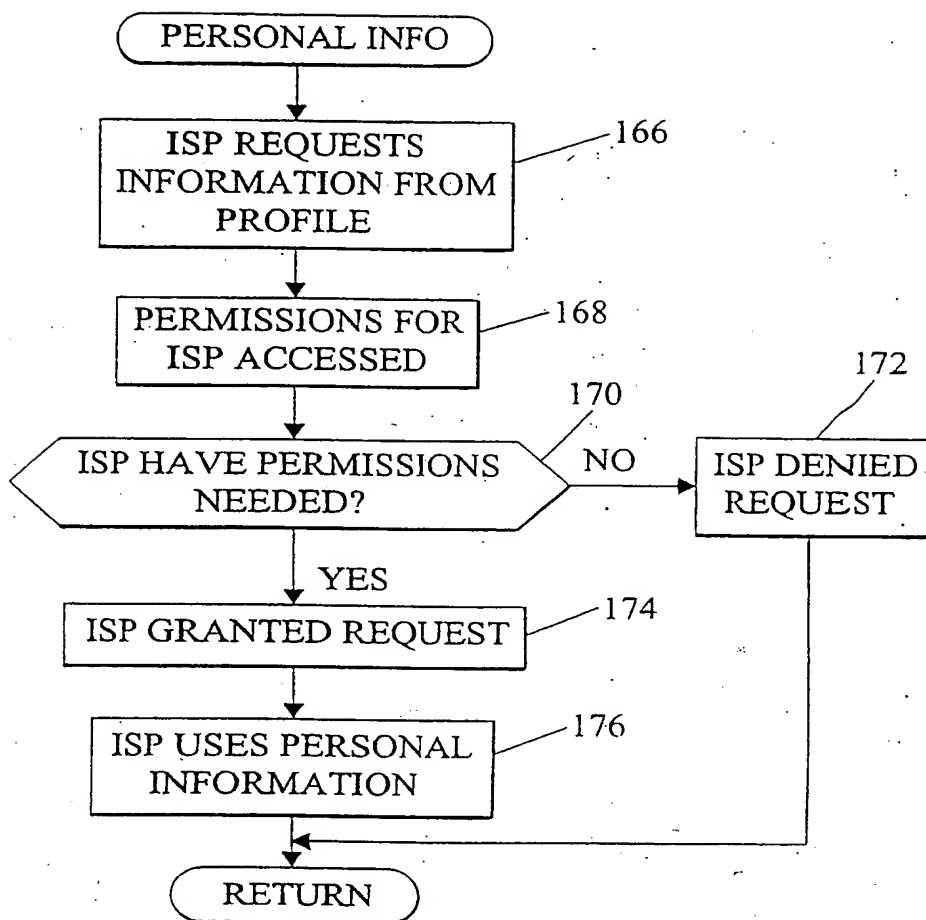 PERSONAL INFO
ISP REQUESTS
INFORMATION FROM
PROFILE
166
PERMISSIONS FOR
ISP ACCESSED
168
ISP HAVE PERMISSIONS
NEEDED?
170
NO
172
ISP DENIED
REQUEST
YES
ISP GRANTED REQUEST
174
ISP USES PERSONAL
INFORMATION
176
RETURN